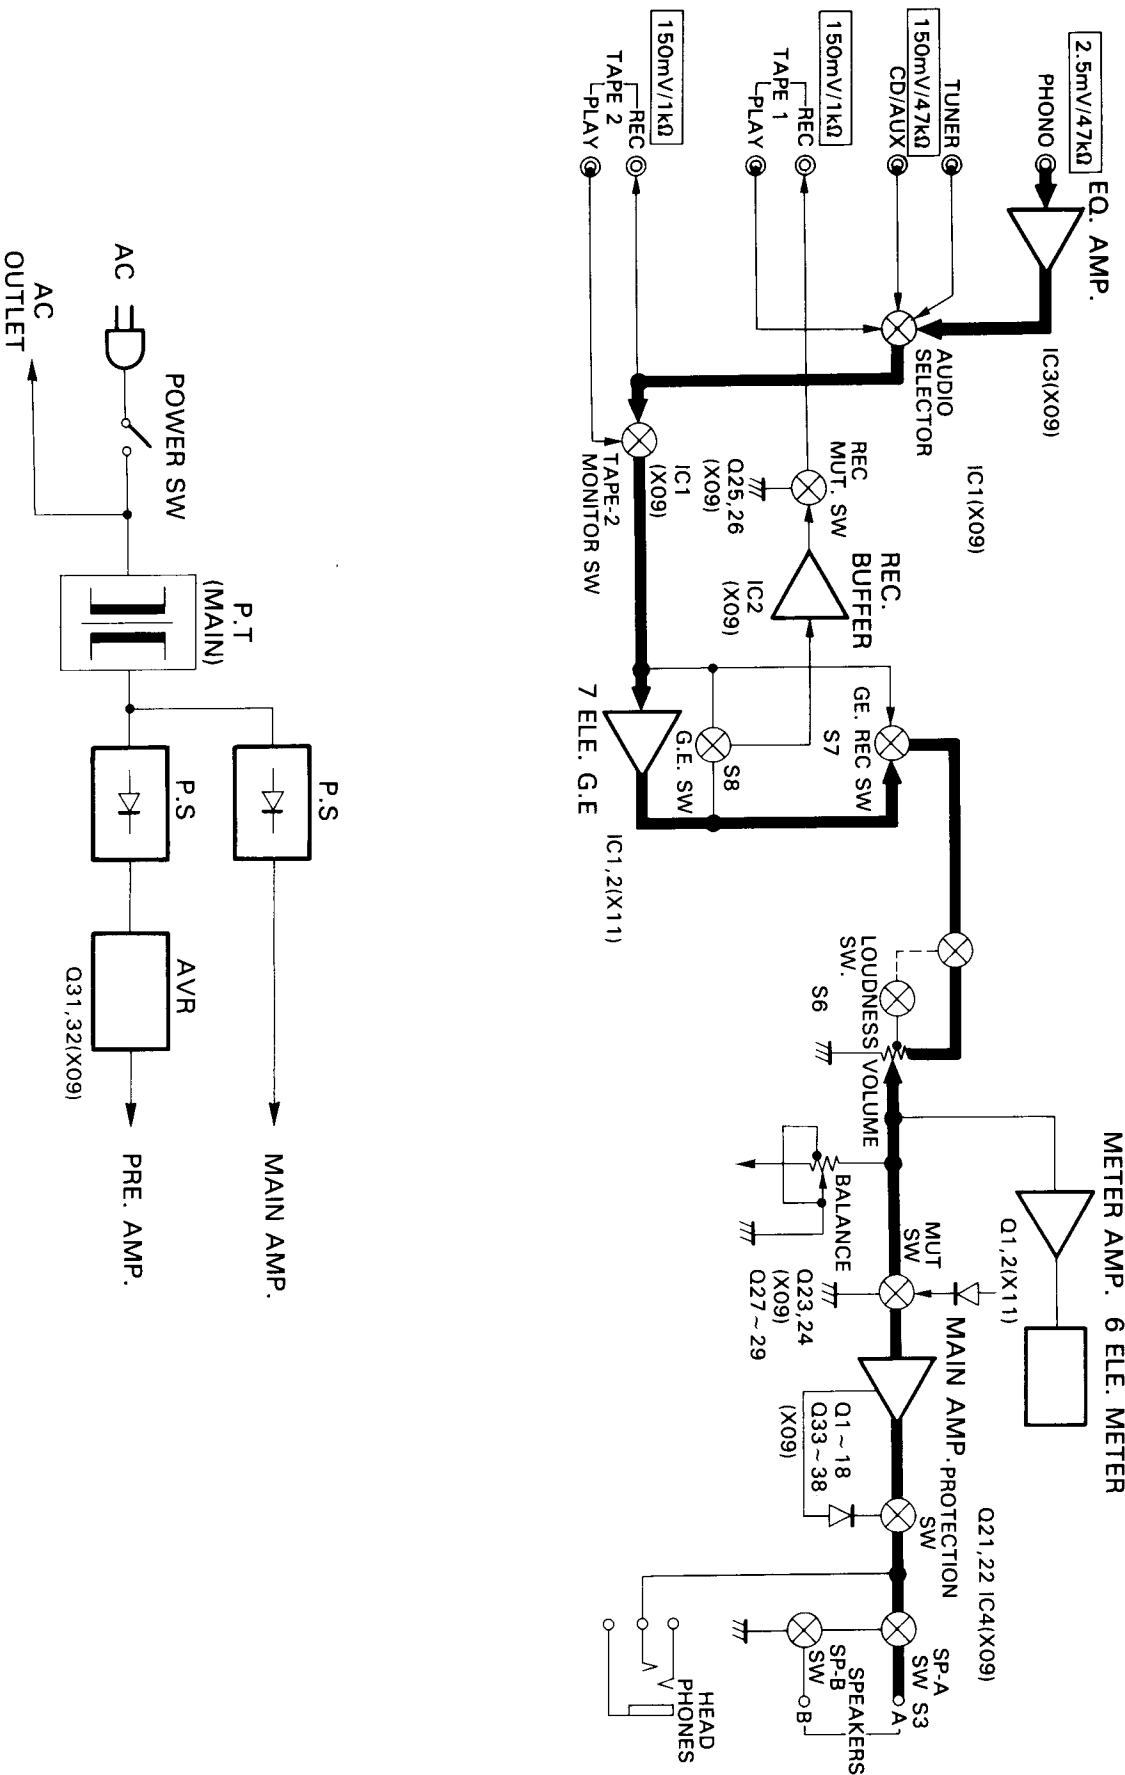 2.5mV/47kΩ
PHONO
EQ. AMP.
IC3(X09)
TUNER
150mV/47kΩ
CD/AUX
AUDIO
SELECTOR
IC1(X09)
150mV/1kΩ
REC
TAPE 1
PLAY
150mV/1kΩ
REC
TAPE 2
PLAY
REC
MUT. SW
Q25,26
(X09)
REC.
BUFFER
IC2
(X09)
IC1
(X09)
TAPE-2
MONITOR SW
GE. REC SW
S7
S8
G.E. SW
7 ELE. G.E
IC1,2(X11)
LOUDNESS
SW.
S6
VOLUME
METER AMP.
6 ELE. METER
Q1,2(X11)
BALANCE
MUT
SW
Q23,24
(X09)
Q27~29
MAIN AMP.
Q1~18
Q33~38
(X09)
PROTECTION
SW
Q21,22 IC4(X09)
SP-A
SW S3
A
SP-B
SW
SPEAKERS
B
HEAD
PHONES
AC
AC
OUTLET
POWER SW
P.T
(MAIN)
P.S
MAIN AMP.
P.S
AVR
Q31,32(X09)
PRE. AMP.